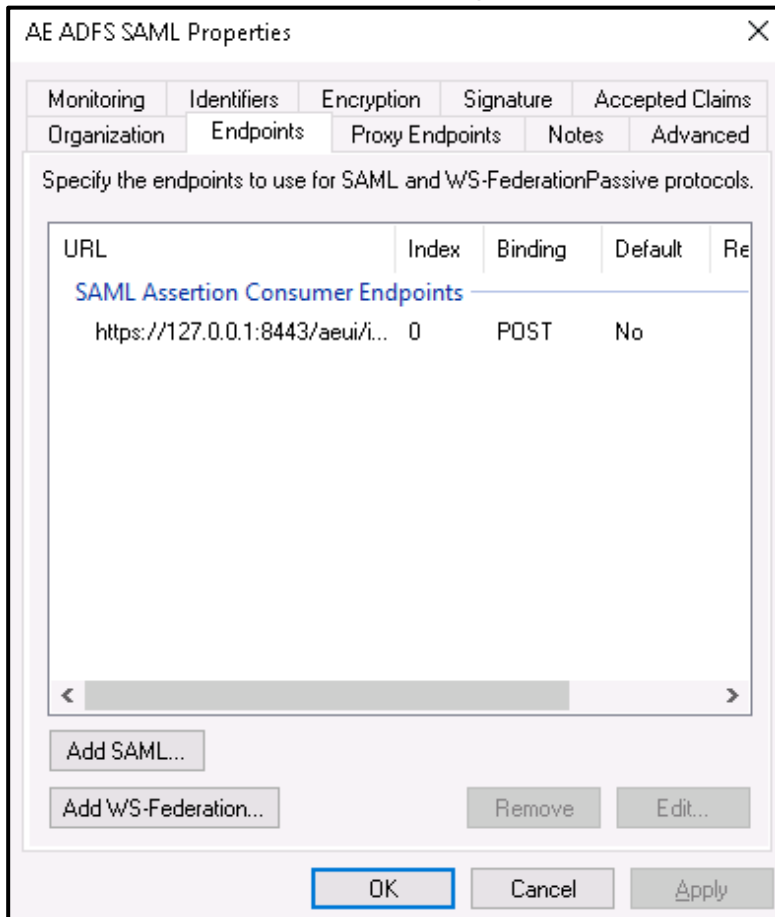 AE ADFS SAML Properties
Monitoring Identifiers Encryption Signature Accepted Claims
Organization Endpoints Proxy Endpoints Notes Advanced
Specify the endpoints to use for SAML and WS-FederationPassive protocols.
URL Index Binding Default Re
SAML Assertion Consumer Endpoints
https://127.0.0.1:8443/aeui/i... 0 POST No
Add SAML...
Add WS-Federation... Remove Edit...
OK Cancel Apply